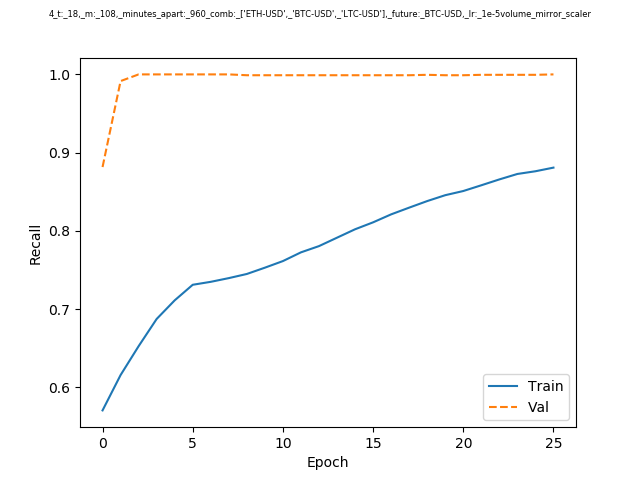 4_t:_18,_m:_108,_minutes_apart:_960_comb:_['ETH-USD',_'BTC-USD',_'LTC-USD'],_future:_BTC-USD,_lr:_1e-5volume_mirror_scaler
1.0
0.9
0.8
0.7
0.6
Recall
Train
Val
0 5 10 15 20 25
Epoch